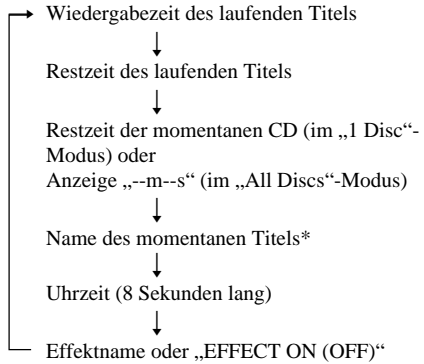 Wiedergabezeit des laufenden Titels
Restzeit des laufenden Titels
Restzeit der momentanen CD (im „1 Disc“-
Modus) oder
Anzeige „--m--s“ (im „All Discs“-Modus)
Name des momentanen Titels*
Uhrzeit (8 Sekunden lang)
Effektname oder „EFFECT ON (OFF)“